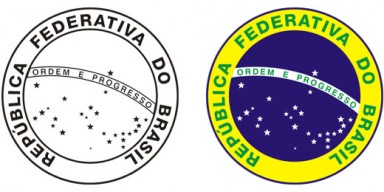 REPÚBLICA FEDERATIVA DO BRASIL
ORDEM E PROGRESSO
REPÚBLICA FEDERATIVA DO BRASIL
ORDEM E PROGRESSO